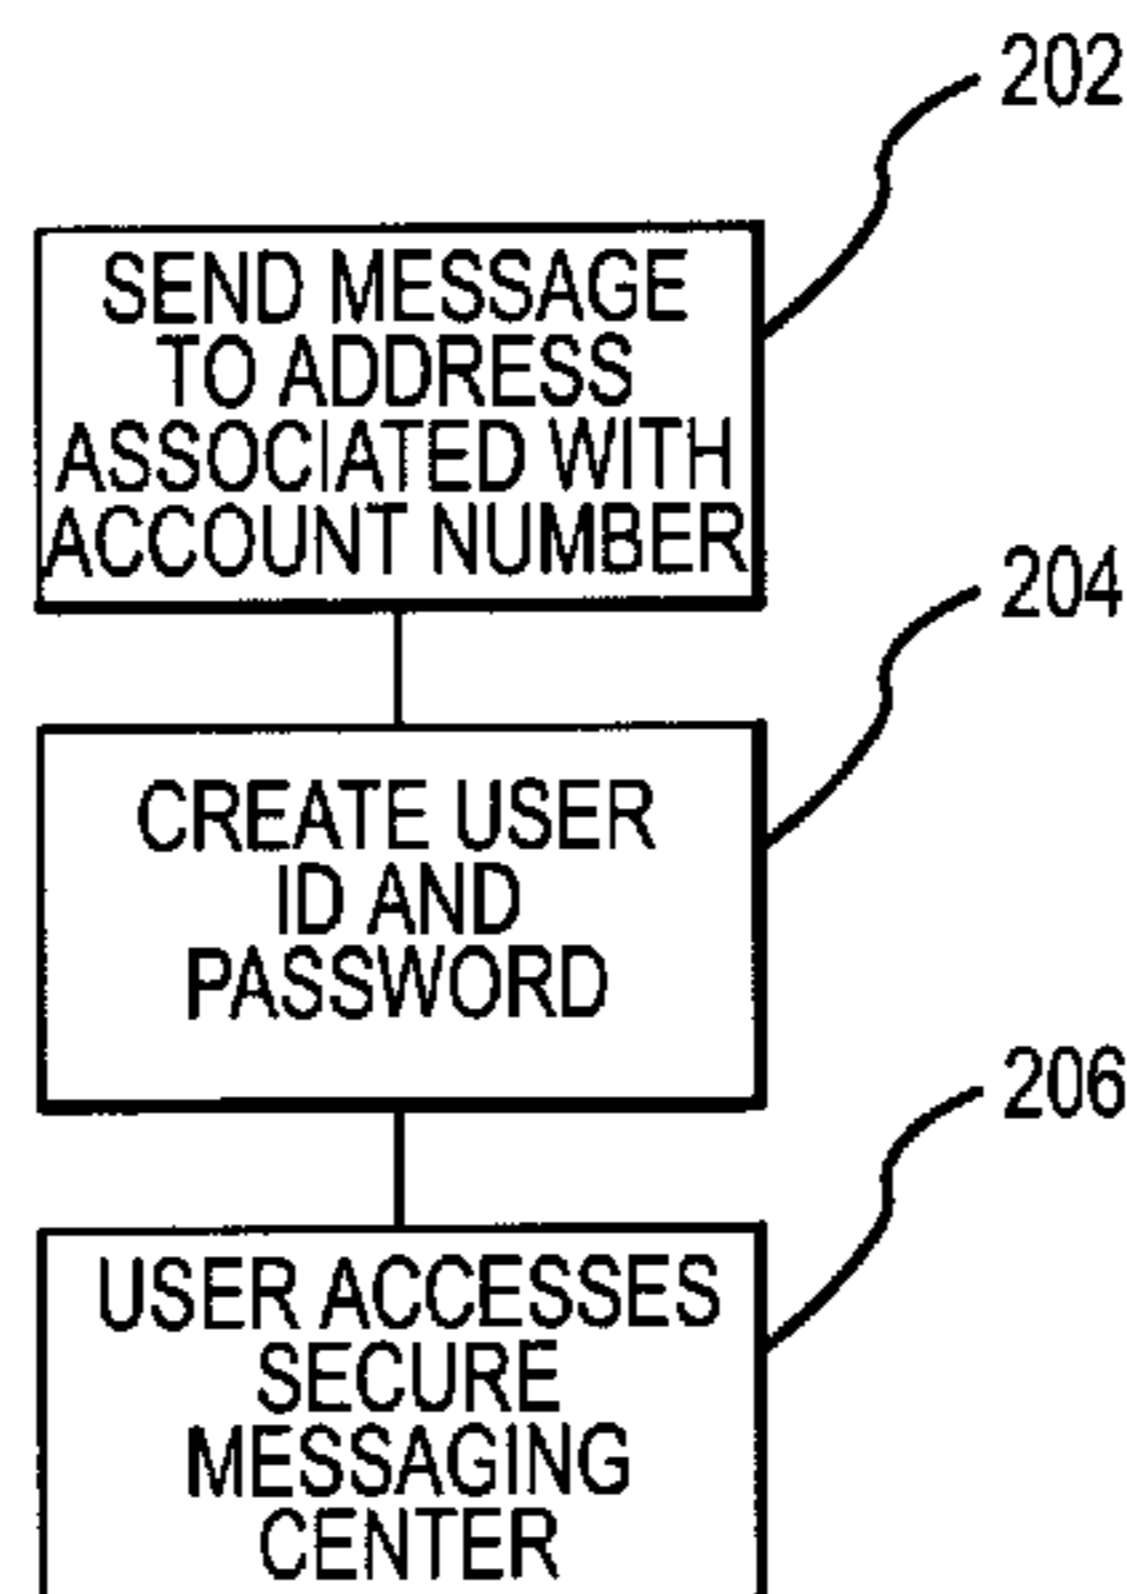 202
SEND MESSAGE
TO ADDRESS
ASSOCIATED WITH
ACCOUNT NUMBER
204
CREATE USER
ID AND
PASSWORD
206
USER ACCESSES
SECURE
MESSAGING
CENTER